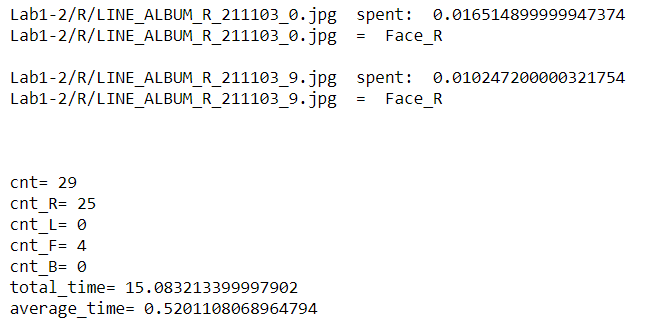 Lab1-2/R/LINE_ALBUM_R_211103_0.jpg  spent:  0.016514899999947374
Lab1-2/R/LINE_ALBUM_R_211103_0.jpg  =  Face_R
Lab1-2/R/LINE_ALBUM_R_211103_9.jpg  spent:  0.010247200000321754
Lab1-2/R/LINE_ALBUM_R_211103_9.jpg  =  Face_R
cnt= 29
cnt_R= 25
cnt_L= 0
cnt_F= 4
cnt_B= 0
total_time= 15.083213399997902
average_time= 0.5201108068964794